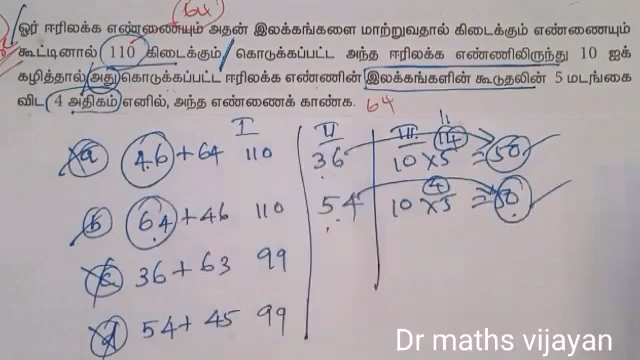 64
ஓர் ஈரிலக்க எண்ணையும் அதன் இலக்கங்களை மாற்றுவதால் கிடைக்கும் எண்ணையும்
கூட்டினால் 110 கிடைக்கும் / கொடுக்கப்பட்ட அந்த ஈரிலக்க எண்ணிலிருந்து 10 ஐக்
கழித்தால் அது கொடுக்கப்பட்ட ஈரிலக்க எண்ணின் இலக்கங்களின் கூடுதலின் 5 மடங்கை
விட 4 அதிகம் எனில், அந்த எண்ணைக் காண்க. 64
I II III
a 46 + 64 110 36 10 × 5 14 = 50
b 64 + 46 110 54 10 × 5 4 = 50
c 36 + 63 99
d 54 + 45 99
Dr maths vijayan